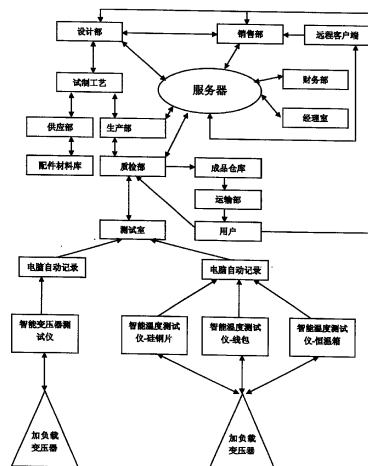 设计部
销售部
远程客户端
试制工艺
服务器
财务部
经理室
供应部
生产部
配件材料库
质检部
成品仓库
运输部
测试室
用户
电脑自动记录
电脑自动记录
智能变压器测
试仪
智能温度测试
仪-硅钢片
智能温度测试
仪-线包
智能温度测试
仪-恒温箱
加负载
变压器
加负载
变压器